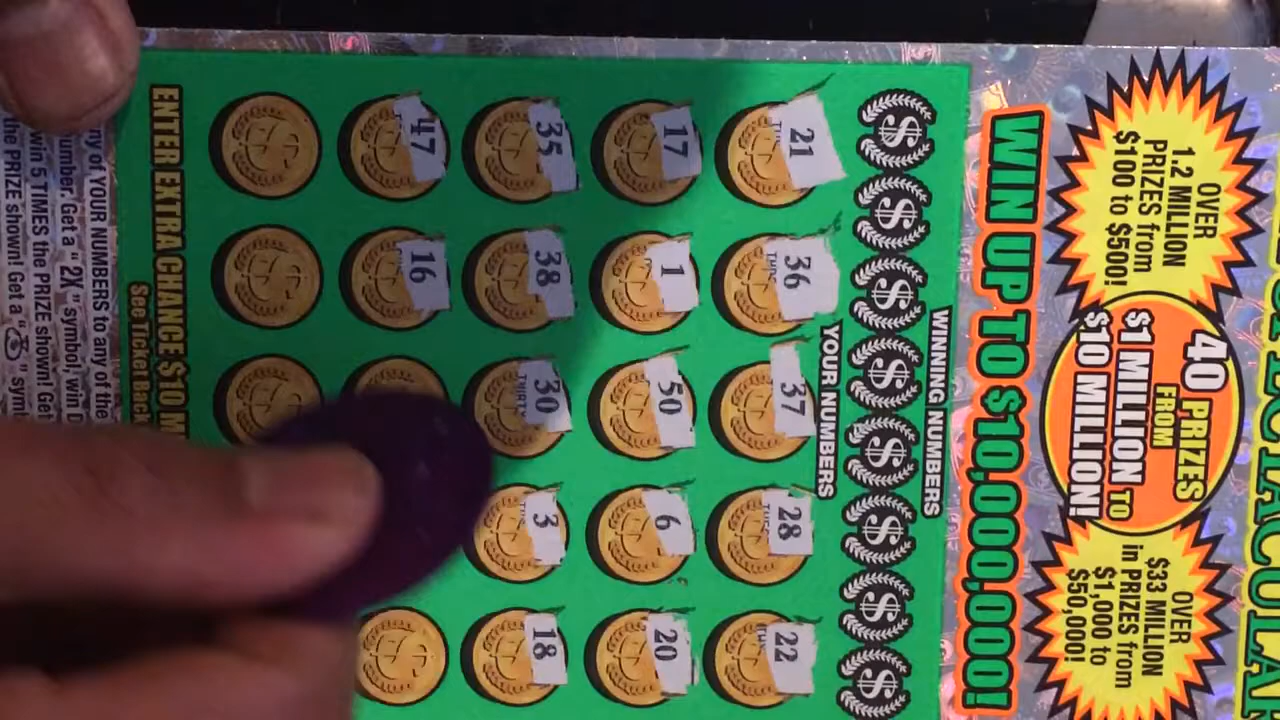 OVER
1.2 MILLION
PRIZES from
$100 to $500!
40 PRIZES
FROM
$1 MILLION TO
$10 MILLION!
OVER
$33 MILLION
in PRIZES from
$1,000 to
$50,000!
WIN UP TO $10,000,000!
WINNING NUMBERS
YOUR NUMBERS
21
36
37
28
22
17
1
50
6
20
35
38
30
THIRTY
3
18
47
16
ENTER EXTRA CHANCE $10 M
See Ticket Back
ny of YOUR NUMBERS to any of the
umber. Get a "2X" symbol, win D
win 5 TIMES the PRIZE shown! Get
the PRIZE shown! Get a